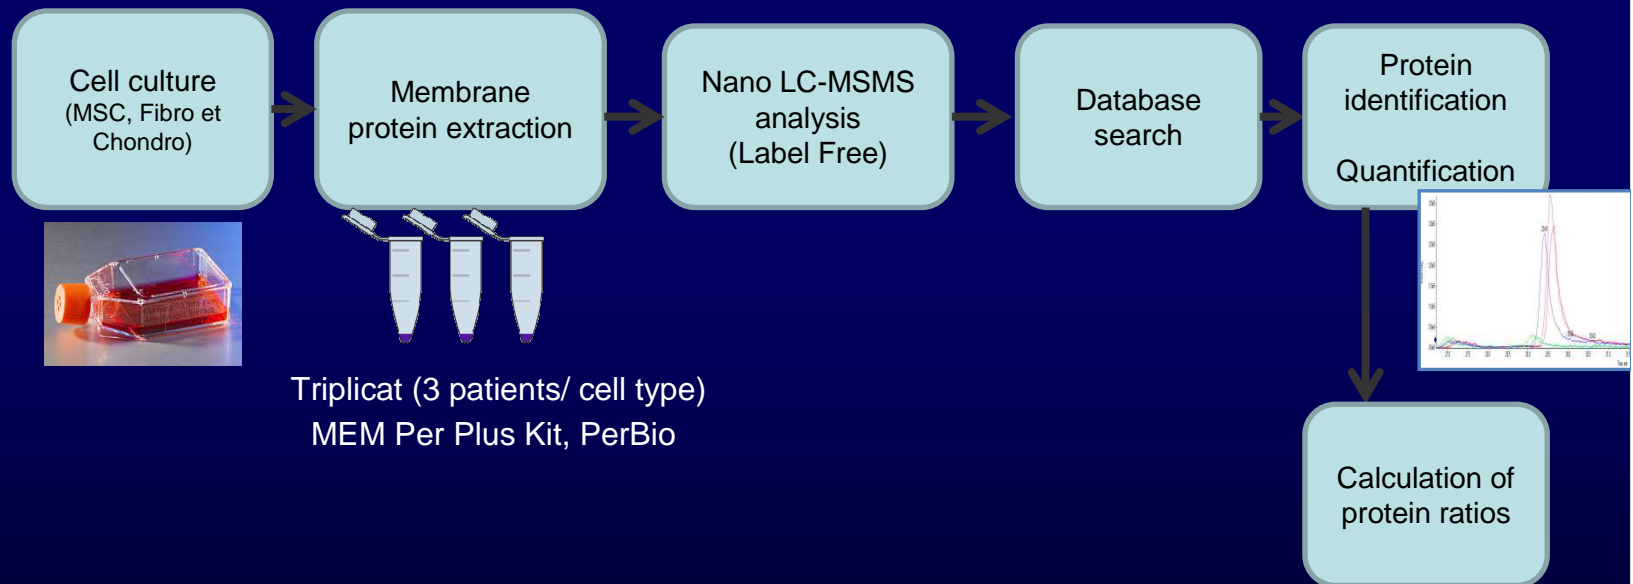 Cell culture
(MSC, Fibro et
Chondro)
Membrane
protein extraction
Nano LC-MSMS
analysis
(Label Free)
Database
search
Protein
identification
Quantification
Triplicat (3 patients/ cell type)
MEM Per Plus Kit, PerBio
Calculation of
protein ratios